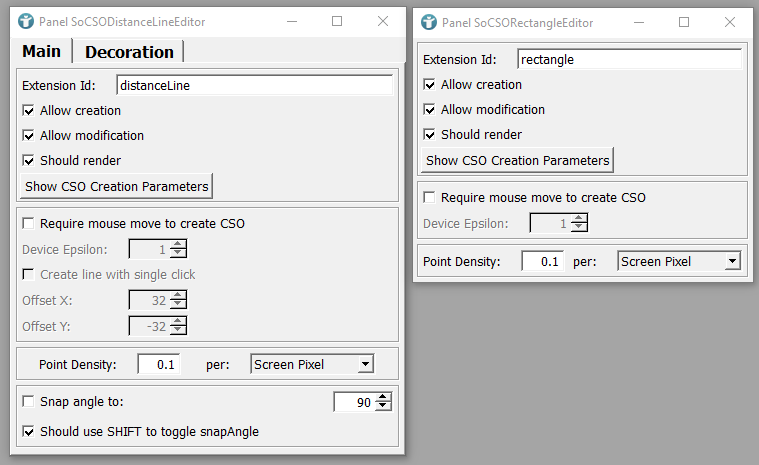 Panel SoCSODistanceLineEditor
Main Decoration
Extension Id: distanceLine
Allow creation
Allow modification
Should render
Show CSO Creation Parameters
Require mouse move to create CSO
Device Epsilon: 1
Create line with single click
Offset X: 32
Offset Y: -32
Point Density: 0.1 per: Screen Pixel
Snap angle to: 90
Should use SHIFT to toggle snapAngle
Panel SoCSORectangleEditor
Extension Id: rectangle
Allow creation
Allow modification
Should render
Show CSO Creation Parameters
Require mouse move to create CSO
Device Epsilon: 1
Point Density: 0.1 per: Screen Pixel